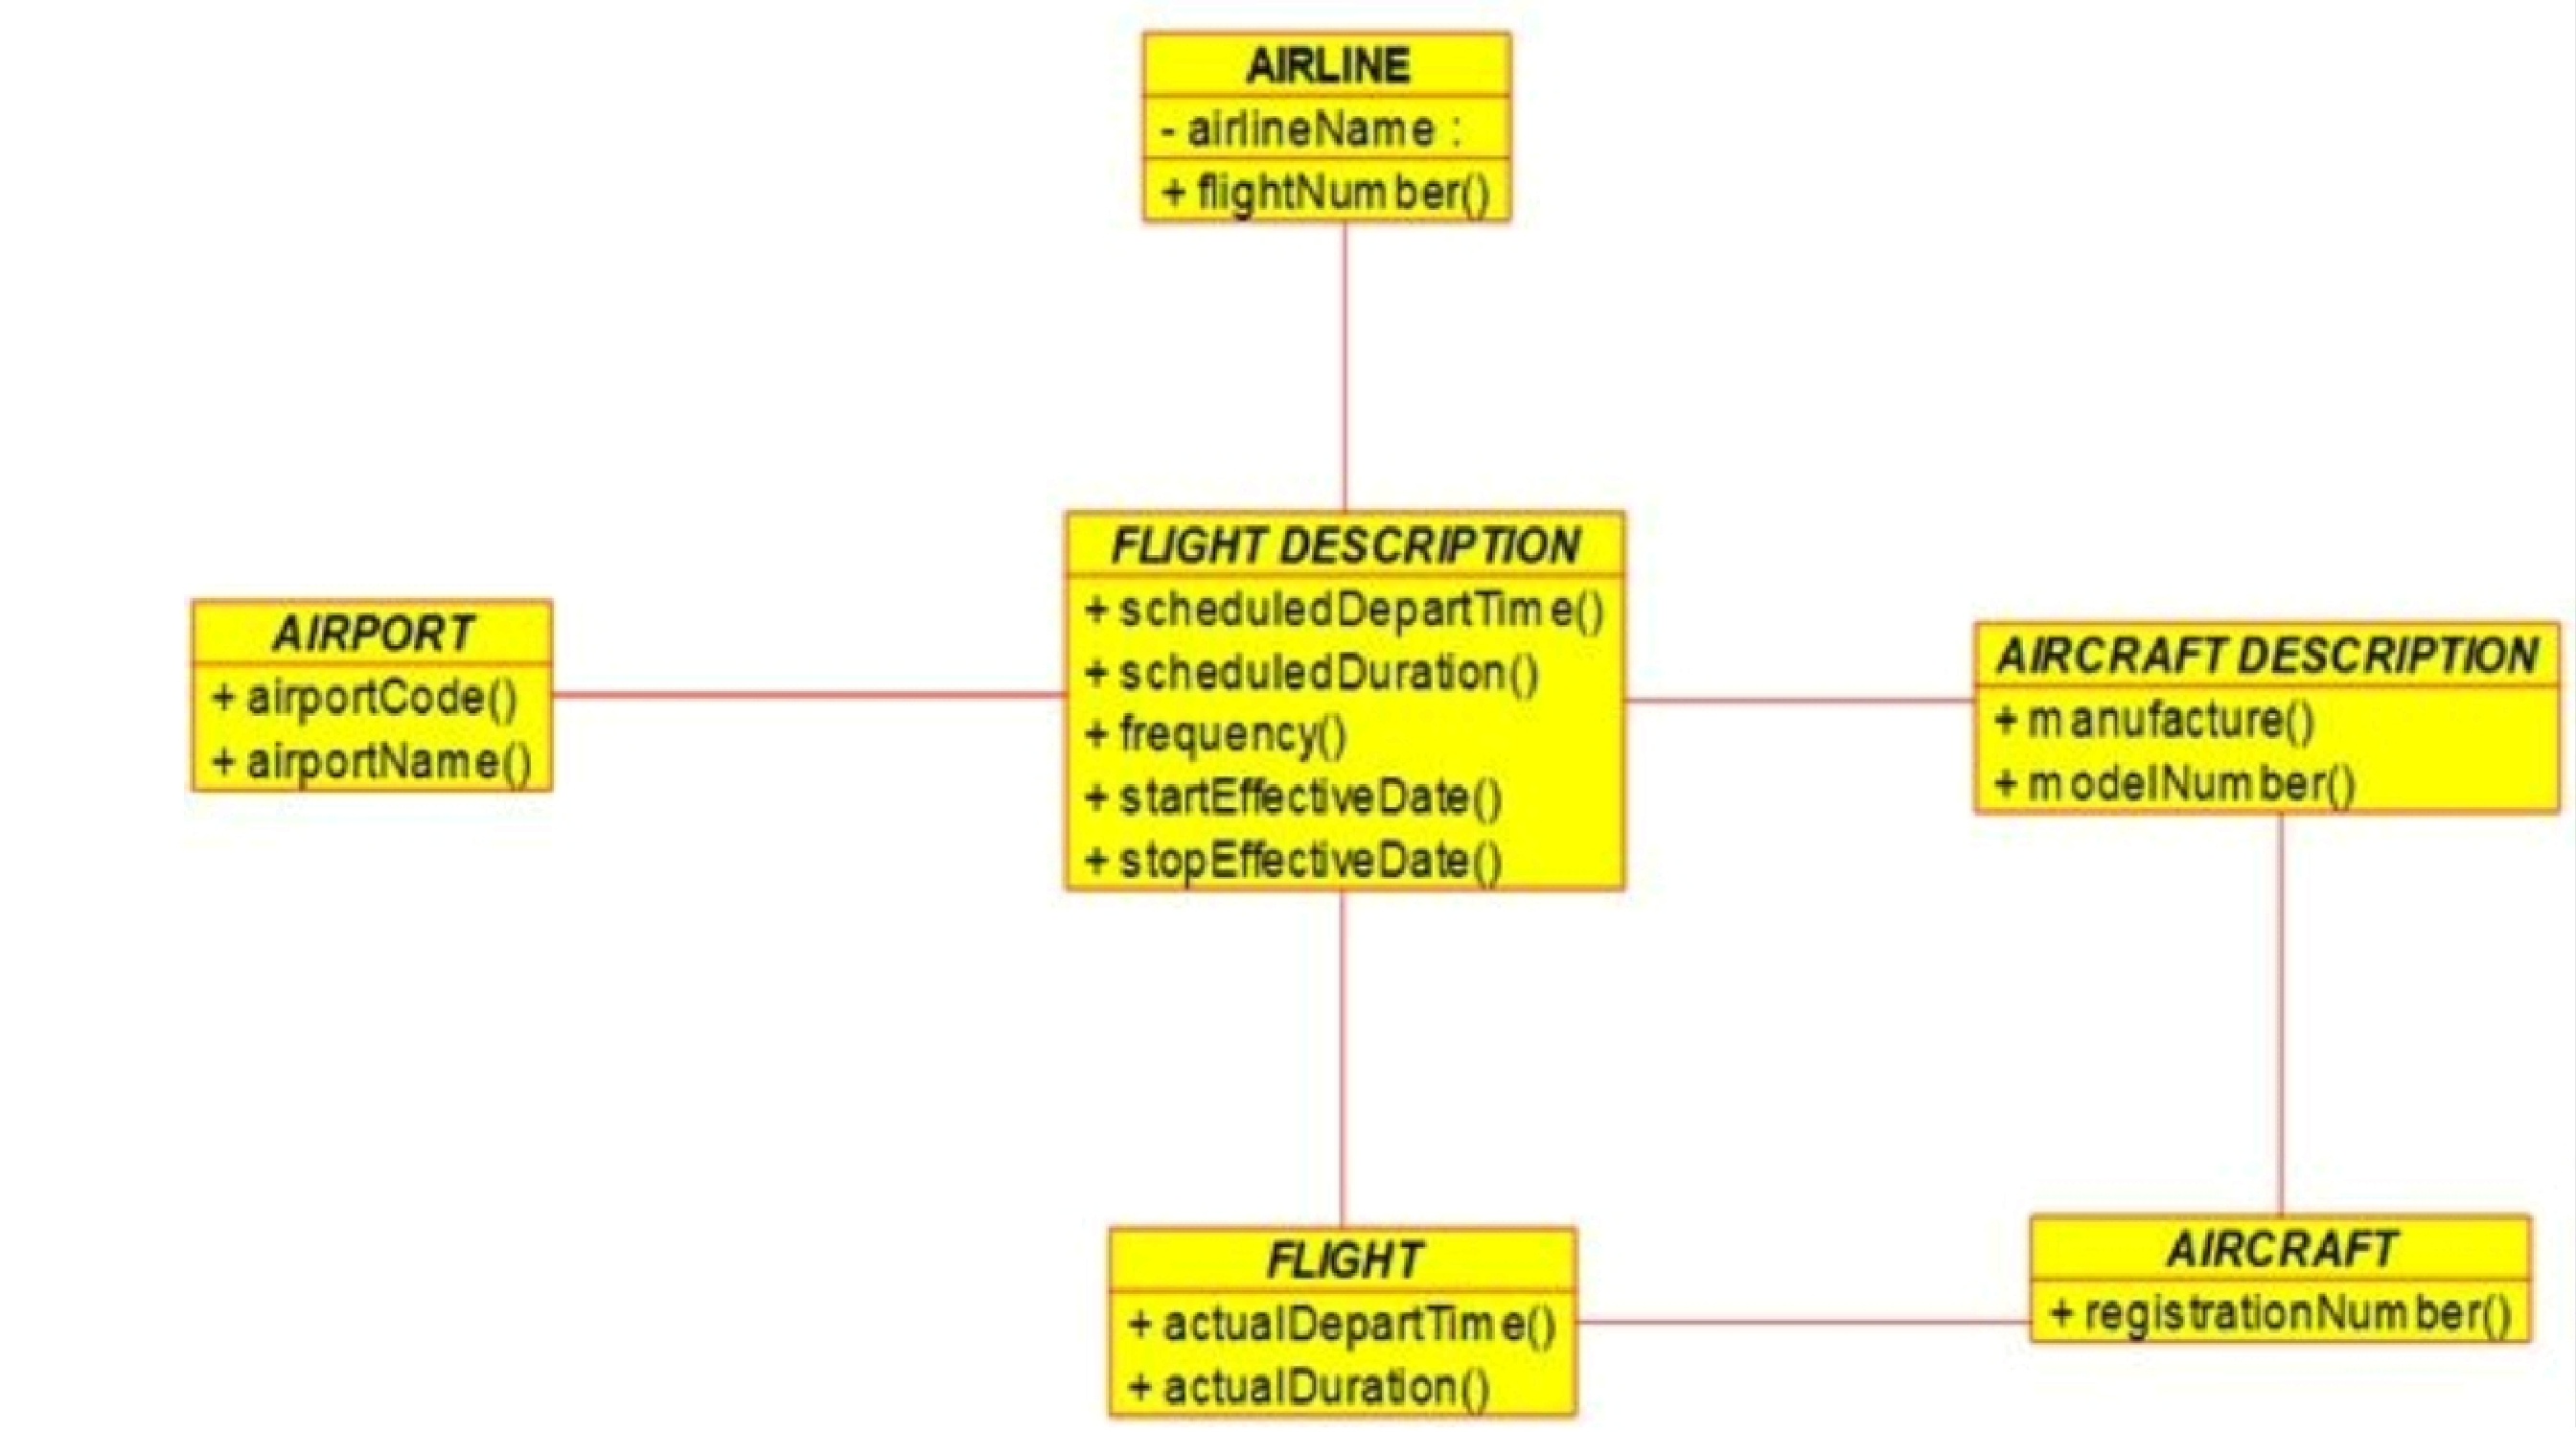 AIRLINE
- airlineName :
+ flightNumber()
FLIGHT DESCRIPTION
+ scheduledDepartTime()
+ scheduledDuration()
+ frequency()
+ startEffectiveDate()
+ stopEffectiveDate()
AIRPORT
+ airportCode()
+ airportName()
AIRCRAFT DESCRIPTION
+ manufacture()
+ modelNumber()
FLIGHT
+ actualDepartTime()
+ actualDuration()
AIRCRAFT
+ registrationNumber()